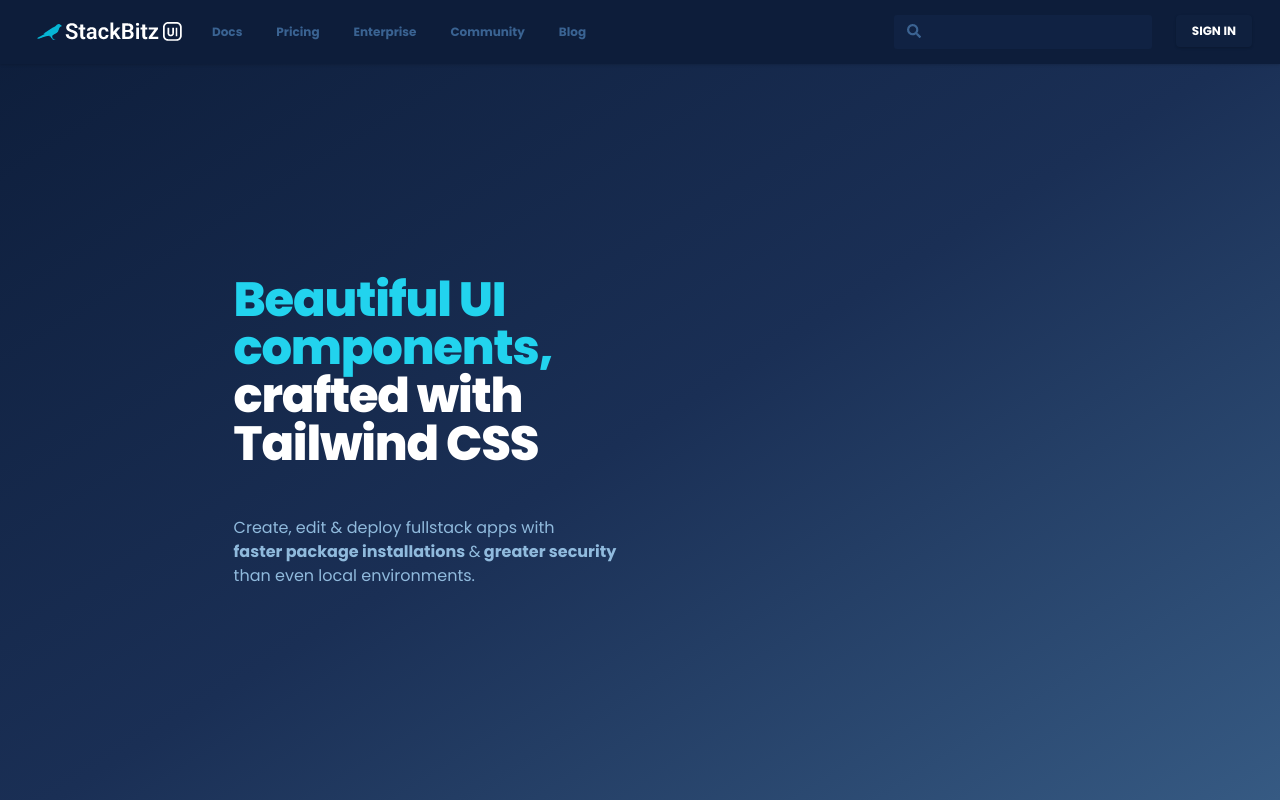 StackBitz UI
Docs
Pricing
Enterprise
Community
Blog
SIGN IN
Beautiful UI
components,
crafted with
Tailwind CSS
Create, edit & deploy fullstack apps with
faster package installations & greater security
than even local environments.